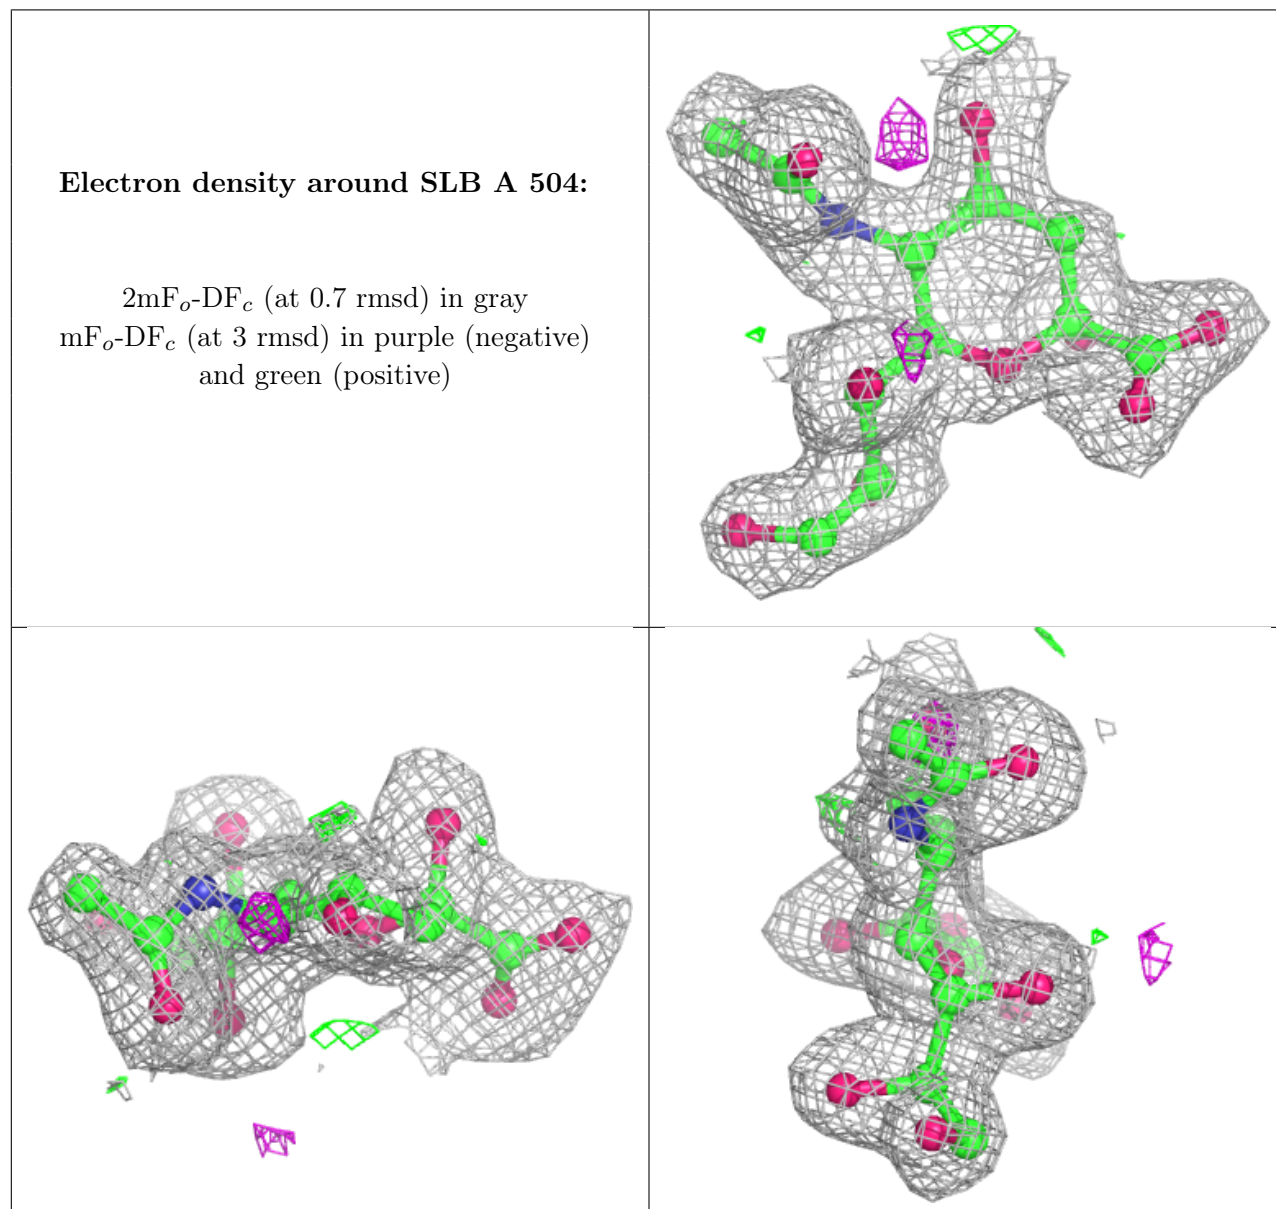 Electron density around SLB A 504:
2mFo-DFc (at 0.7 rmsd) in gray
mFo-DFc (at 3 rmsd) in purple (negative)
and green (positive)